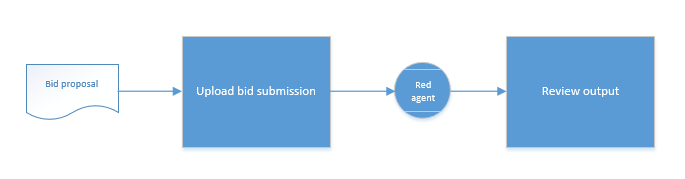 Bid proposal
Upload bid submission
Red
agent
Review output